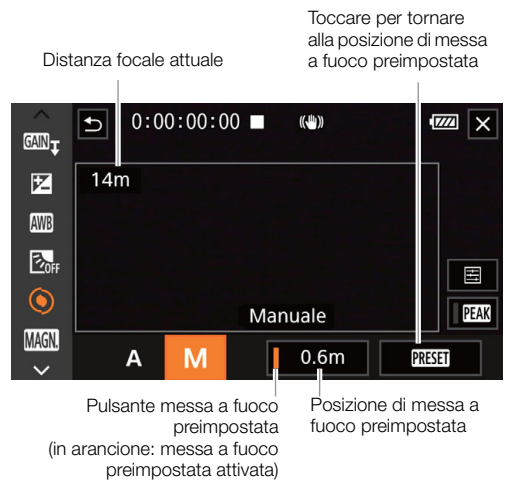 Toccare per tornare
alla posizione di messa
a fuoco preimpostata
Distanza focale attuale
0:00:00:00
GAIN
14m
AWB
OFF
PEAK
Manuale
MAGN.
A M 0.6m PRESET
Pulsante messa a fuoco
preimpostata
(in arancione: messa a fuoco
preimpostata attivata)
Posizione di messa a
fuoco preimpostata